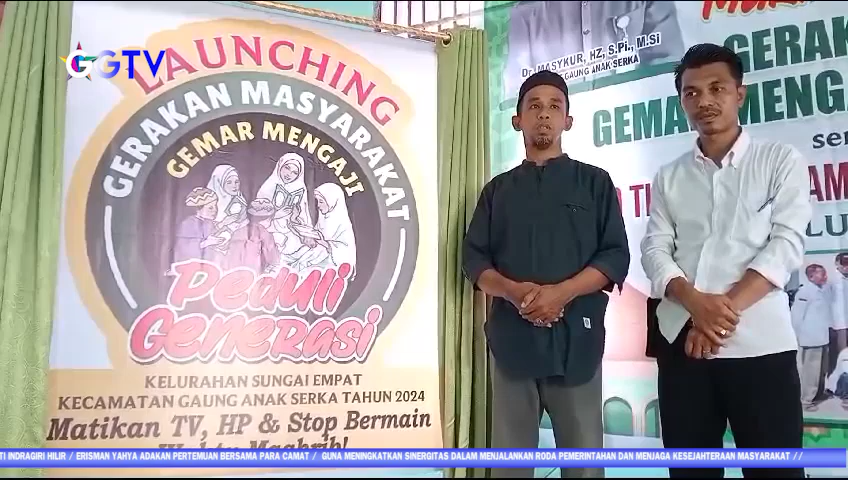 GGTV
LAUNCHING
GERAKAN MASYARAKAT
GEMAR MENGAJI
Peduli
Generasi
KELURAHAN SUNGAI EMPAT
KECAMATAN GAUNG ANAK SERKA TAHUN 2024
Matikan TV, HP & Stop Bermain
Maghrib!
Dr. MASYKUR, HZ, S.Pi., M.Si
GAUNG ANAK SERKA
GERAK
GEMA MENGA
TI INDRAGIRI HILIR / ERISMAN YAHYA ADAKAN PERTEMUAN BERSAMA PARA CAMAT / GUNA MENINGKATKAN SINERGITAS DALAM MENJALANKAN RODA PEMERINTAHAN DAN MENJAGA KESEJAHTERAAN MASYARAKAT //